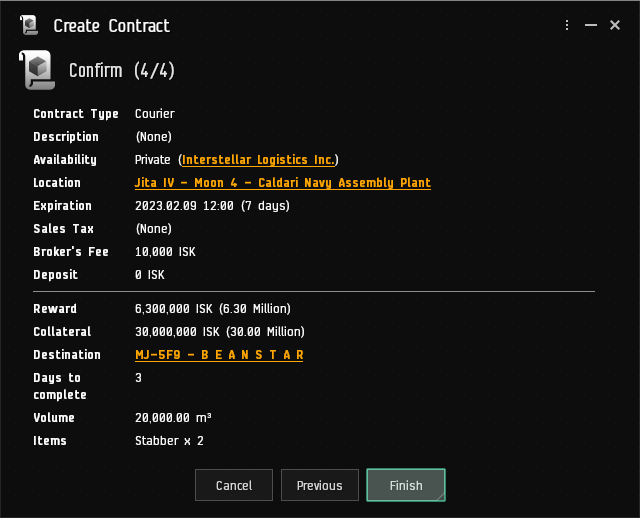 Create Contract
Confirm (4/4)
Contract Type Courier
Description (None)
Availability Private (Interstellar Logistics Inc.)
Location Jita IV - Moon 4 - Caldari Navy Assembly Plant
Expiration 2023.02.09 12:00 (7 days)
Sales Tax (None)
Broker's Fee 10,000 ISK
Deposit 0 ISK
Reward 6,300,000 ISK (6.30 Million)
Collateral 30,000,000 ISK (30.00 Million)
Destination MJ-5F9 - B E A N S T A R
Days to 3
complete
Volume 20,000.00 m³
Items Stabber x 2
Cancel Previous Finish